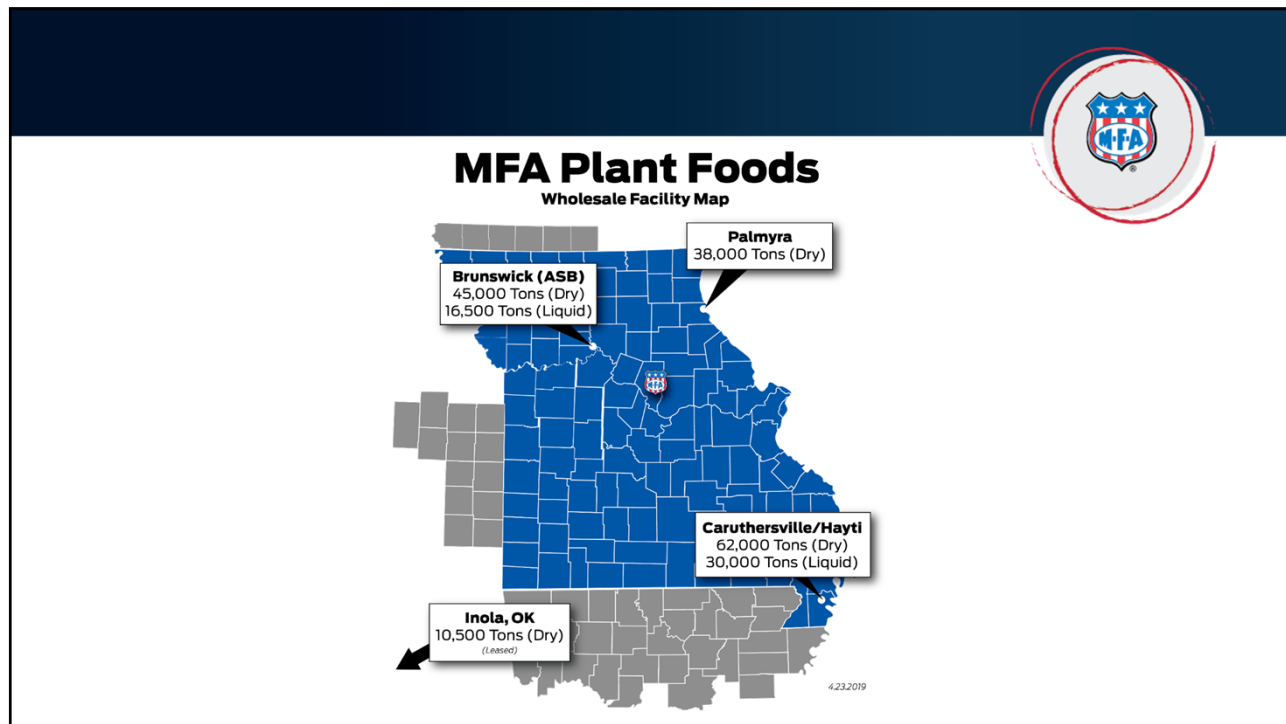 M-F-A
®
MFA Plant Foods
Wholesale Facility Map
Palmyra
38,000 Tons (Dry)
Brunswick (ASB)
45,000 Tons (Dry)
16,500 Tons (Liquid)
MFA
Caruthersville/Hayti
62,000 Tons (Dry)
30,000 Tons (Liquid)
Inola, OK
10,500 Tons (Dry)
(Leased)
4.23.2019